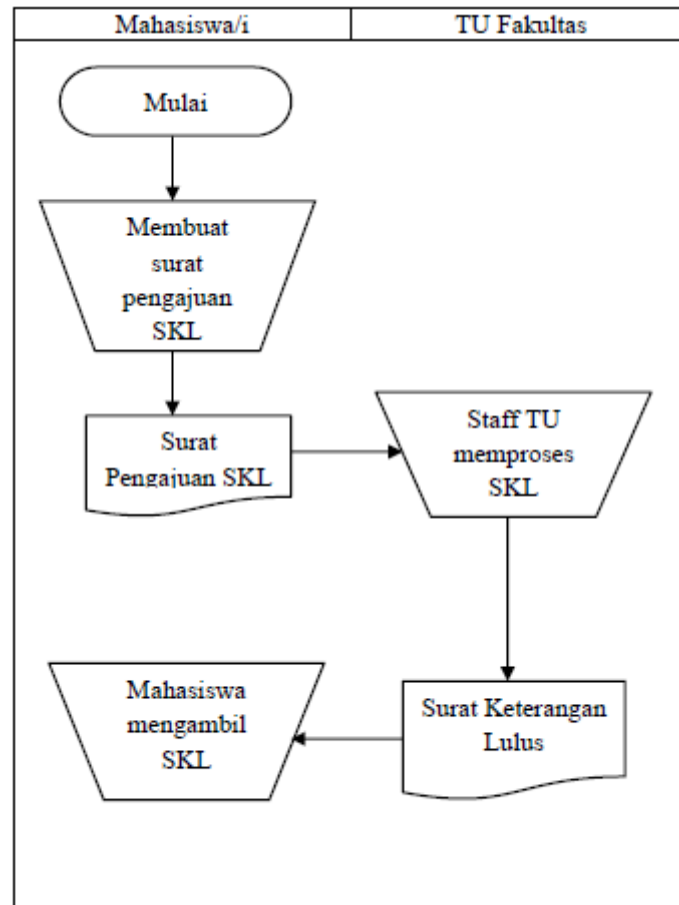 Mahasiswa/i
TU Fakultas
Mulai
Membuat
surat
pengajuan
SKL
Surat
Pengajuan SKL
Staff TU
memproses
SKL
Surat Keterangan
Lulus
Mahasiswa
mengambil
SKL